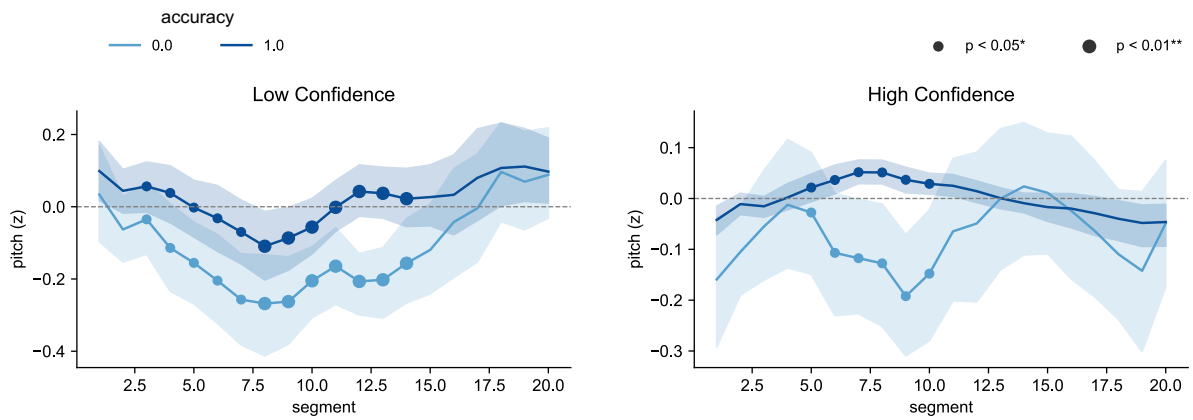 accuracy
0.0 1.0
p < 0.05* p < 0.01**
Low Confidence
pitch (z)
0.2
0.0
−0.2
−0.4
2.5 5.0 7.5 10.0 12.5 15.0 17.5 20.0
segment
High Confidence
pitch (z)
0.1
0.0
−0.1
−0.2
−0.3
2.5 5.0 7.5 10.0 12.5 15.0 17.5 20.0
segment